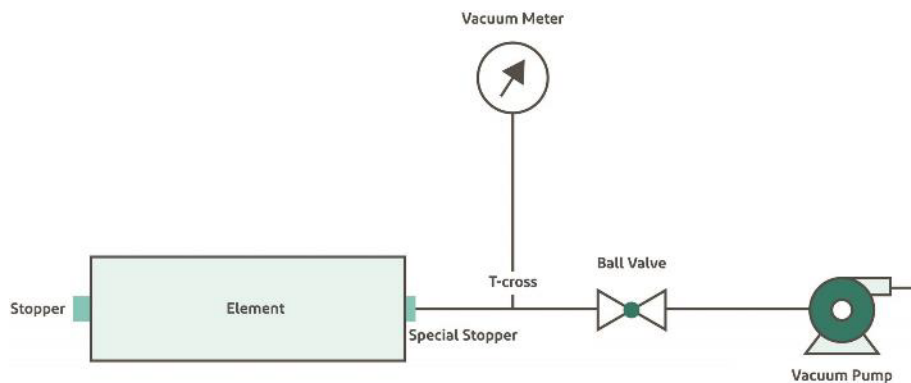 Vacuum Meter
T-cross
Ball Valve
Stopper
Element
Special Stopper
Vacuum Pump